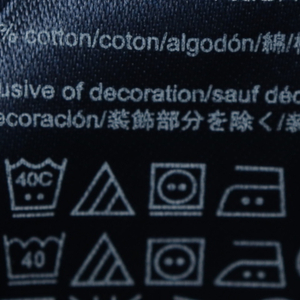 % cotton/coton/algodón/綿/
usive of decoration/sauf déc
ecoración/装飾部分を除く/
40C
40